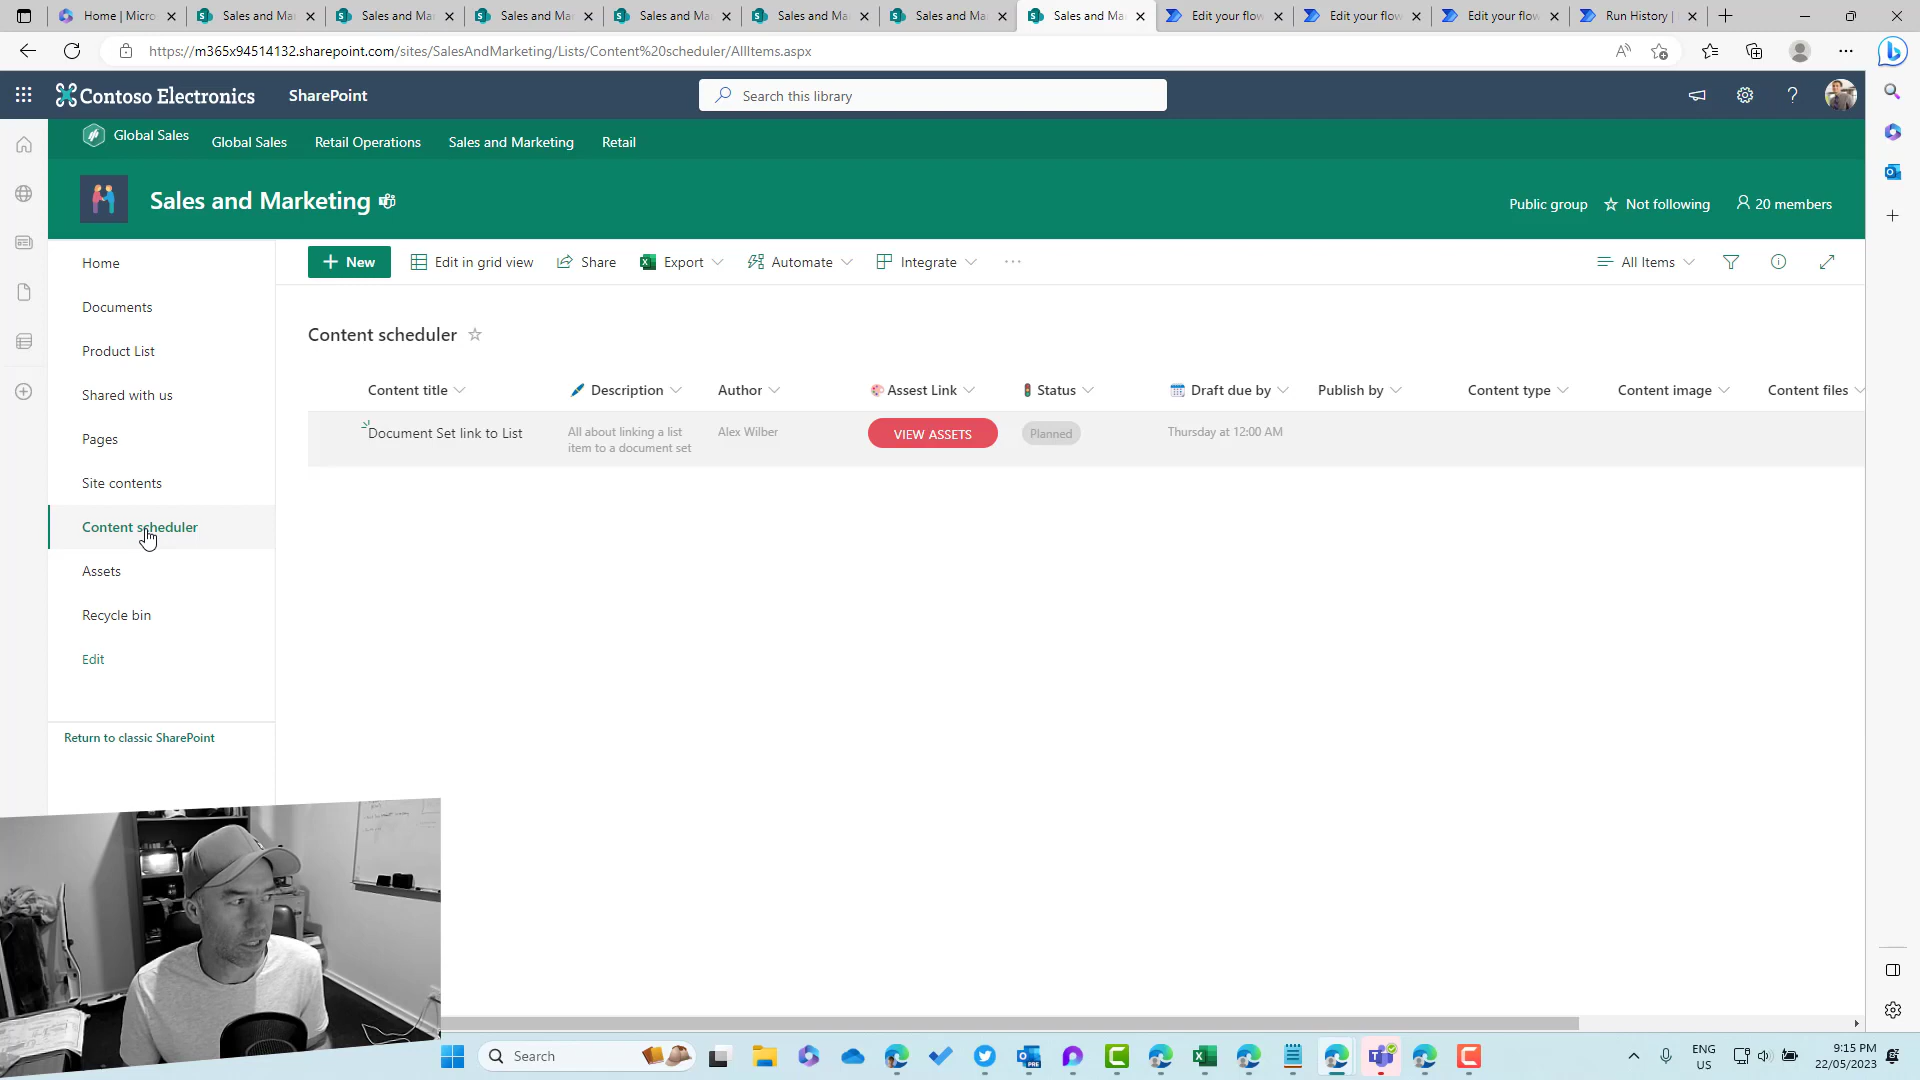 Home | Micro
Sales and Mar
Sales and Mar
Sales and Mar
Sales and Mar
Sales and Mar
Sales and Mar
Sales and Mar
Edit your flow
Edit your flow
Edit your flow
Run History |
https://m365x94514132.sharepoint.com/sites/SalesAndMarketing/Lists/Content%20scheduler/AllItems.aspx
Contoso Electronics
SharePoint
Search this library
Global Sales
Global Sales
Retail Operations
Sales and Marketing
Retail
Sales and Marketing
Public group
Not following
20 members
Home
Documents
Product List
Shared with us
Pages
Site contents
Content scheduler
Assets
Recycle bin
Edit
Return to classic SharePoint
New
Edit in grid view
Share
Export
Automate
Integrate
All Items
Content scheduler
Content title
Description
Author
Assest Link
Status
Draft due by
Publish by
Content type
Content image
Content files
Document Set link to List
All about linking a list
item to a document set
Alex Wilber
VIEW ASSETS
Planned
Thursday at 12:00 AM
Search
ENG
US
9:15 PM
22/05/2023